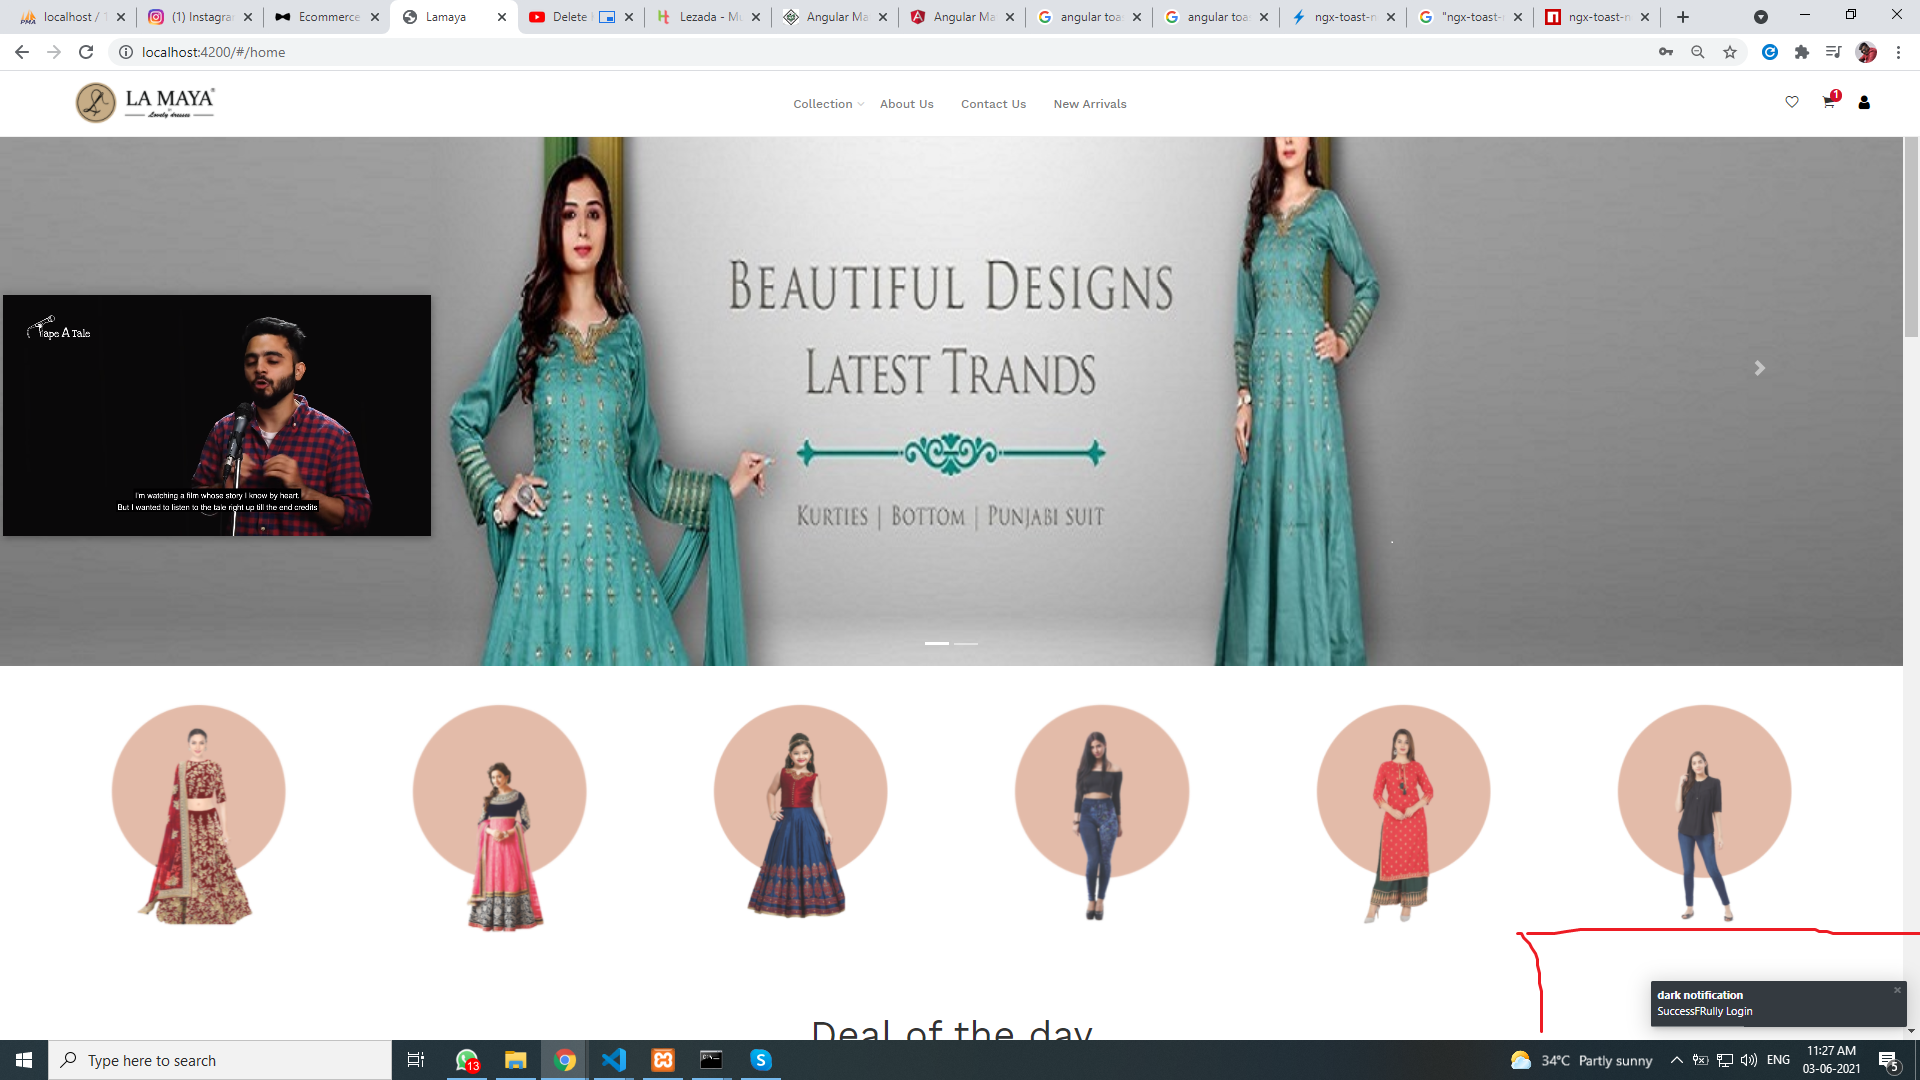 localhost / 1
(1) Instagra
Ecommerce
Lamaya
Delete
Lezada - Mu
Angular Ma
Angular Ma
angular toa
angular toa
ngx-toast-n
"ngx-toast-
ngx-toast-n
localhost:4200/#/home
LA MAYA®
Lovely dresses
Collection
About Us
Contact Us
New Arrivals
1
BEAUTIFUL DESIGNS
LATEST TRANDS
KURTIES | BOTTOM | PUNJABI SUIT
Tape A Tale
I'm watching a film whose story I know by heart.
But I wanted to listen to the tale right up till the end credits
dark notification
SuccessFRully Login
Deal of the day
Type here to search
13
34°C Partly sunny
ENG
11:27 AM
03-06-2021
5